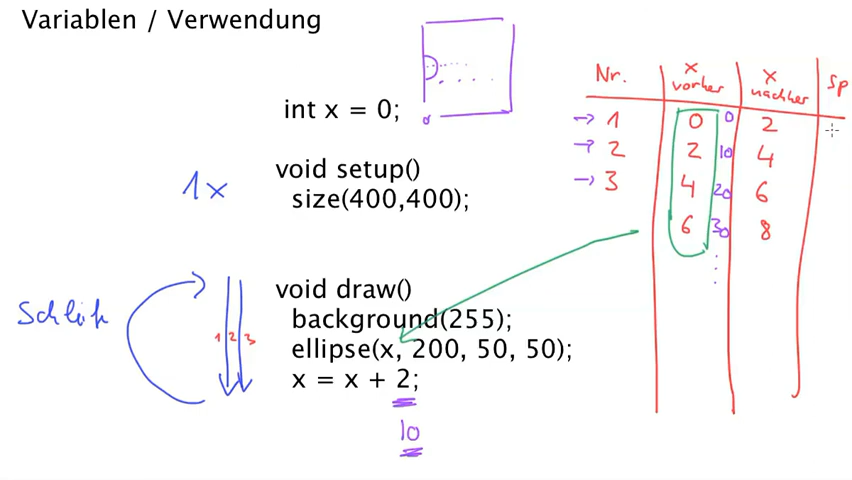 Variablen / Verwendung
int x = 0;
1x
void setup()
size(400,400);
Schleife
1 2 3
void draw()
background(255);
ellipse(x, 200, 50, 50);
x = x + 2;
10
Nr. x vorher x nachher Sp
→ 1 0 0 2
→ 2 2 10 4
→ 3 4 20 6
6 30 8